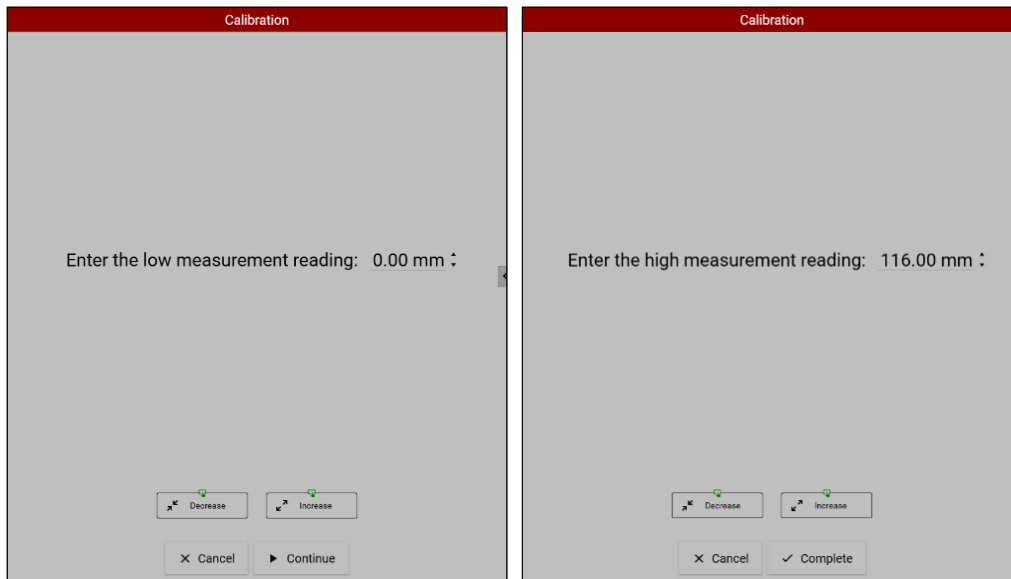 Calibration
Enter the low measurement reading: 0.00 mm
Decrease Increase
Cancel Continue
Calibration
Enter the high measurement reading: 116.00 mm
Decrease Increase
Cancel Complete